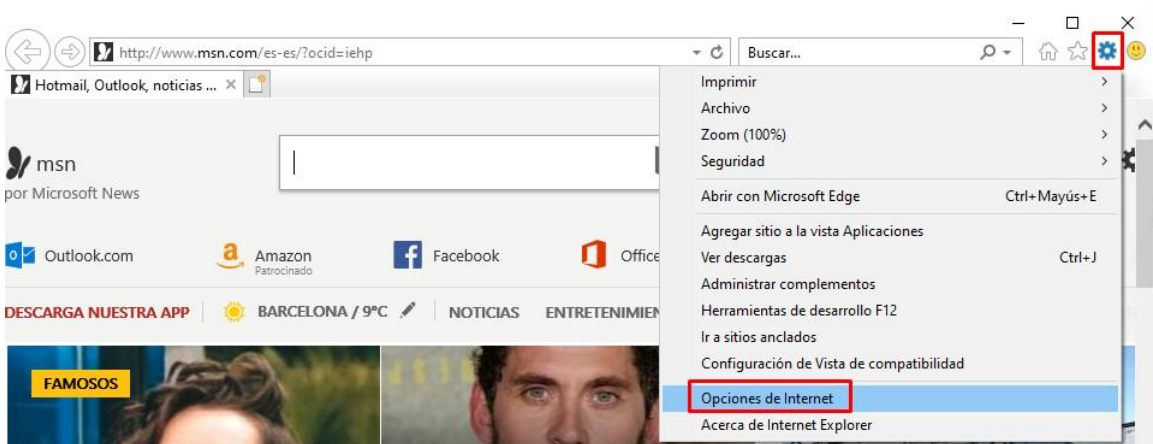 http://www.msn.com/es-es/?ocid=iehp
Buscar...
Hotmail, Outlook, noticias ...
Imprimir
Archivo
Zoom (100%)
Seguridad
Abrir con Microsoft Edge Ctrl+Mayús+E
Agregar sitio a la vista Aplicaciones
Ver descargas Ctrl+J
Administrar complementos
Herramientas de desarrollo F12
Ir a sitios anclados
Configuración de Vista de compatibilidad
Opciones de Internet
Acerca de Internet Explorer
msn
por Microsoft News
Outlook.com
Amazon
Patrocinado
Facebook
Office
DESCARGA NUESTRA APP
BARCELONA / 9°C
NOTICIAS
ENTRETENIMIEN
FAMOSOS